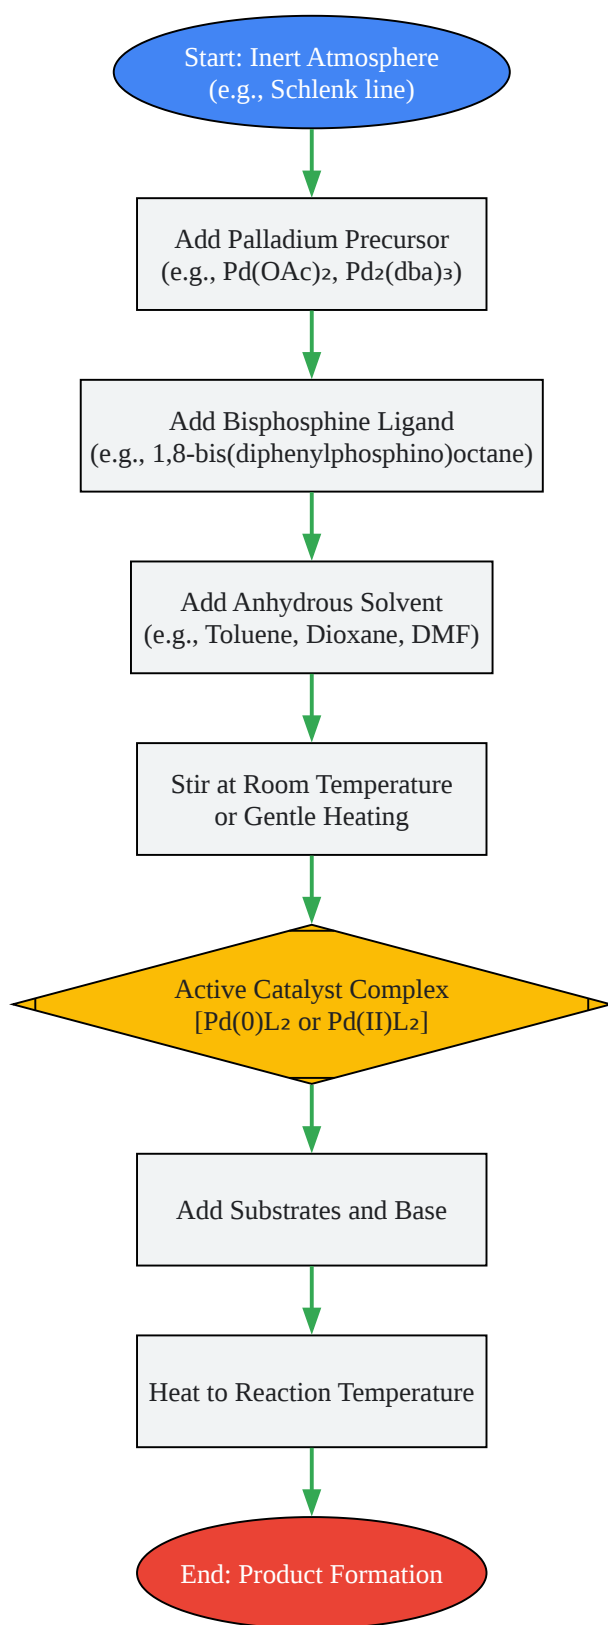 Start: Inert Atmosphere
(e.g., Schlenk line)
Add Palladium Precursor
(e.g., Pd(OAc)₂, Pd₂(dba)₃)
Add Bisphosphine Ligand
(e.g., 1,8-bis(diphenylphosphino)octane)
Add Anhydrous Solvent
(e.g., Toluene, Dioxane, DMF)
Stir at Room Temperature
or Gentle Heating
Active Catalyst Complex
[Pd(0)L₂ or Pd(II)L₂]
Add Substrates and Base
Heat to Reaction Temperature
End: Product Formation